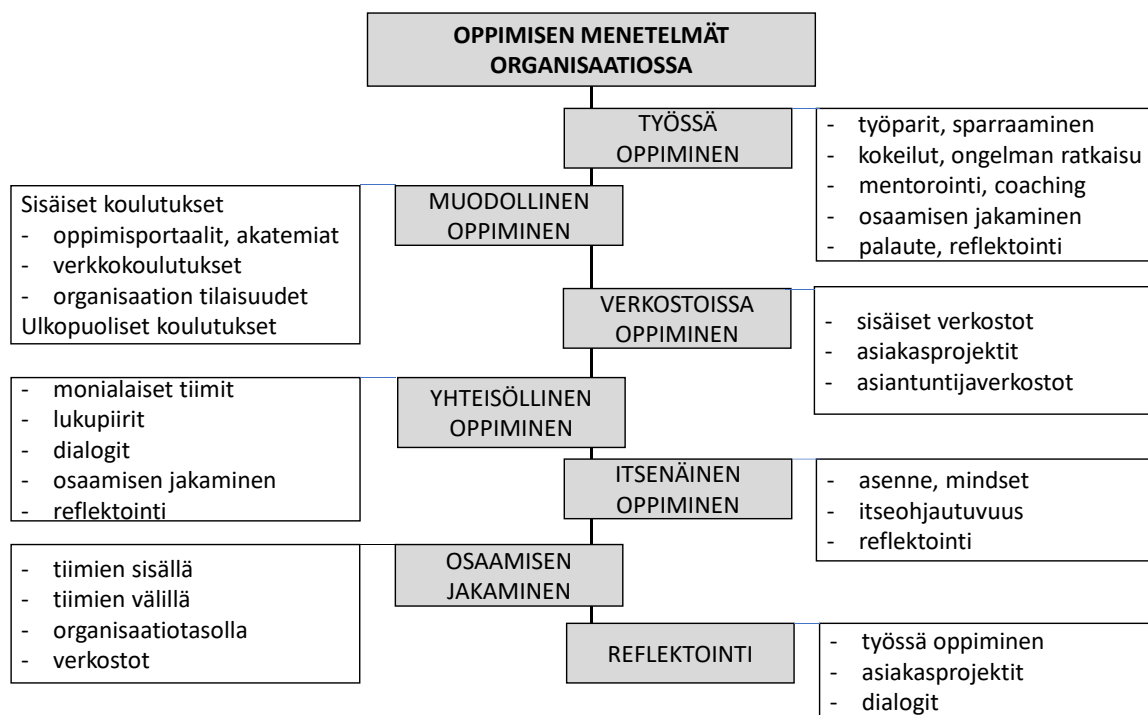 OPPIMISEN MENETELMÄT
ORGANISAATIOSSA
TYÖSSÄ
OPPIMINEN
- työparit, sparraaminen
- kokeilut, ongelman ratkaisu
- mentorointi, coaching
- osaamisen jakaminen
- palaute, reflektointi
MUODOLLINEN
OPPIMINEN
Sisäiset koulutukset
- oppimisportaalit, akatemiat
- verkkokoulutukset
- organisaation tilaisuudet
Ulkopuoliset koulutukset
VERKOSTOISSA
OPPIMINEN
- sisäiset verkostot
- asiakasprojektit
- asiantuntijaverkostot
YHTEISÖLLINEN
OPPIMINEN
- monialaiset tiimit
- lukupiirit
- dialogit
- osaamisen jakaminen
- reflektointi
ITSENÄINEN
OPPIMINEN
- asenne, mindset
- itseohjautuvuus
- reflektointi
OSAAMISEN
JAKAMINEN
- tiimien sisällä
- tiimien välillä
- organisaatiotasolla
- verkostot
REFLEKTOINTI
- työssä oppiminen
- asiakasprojektit
- dialogit